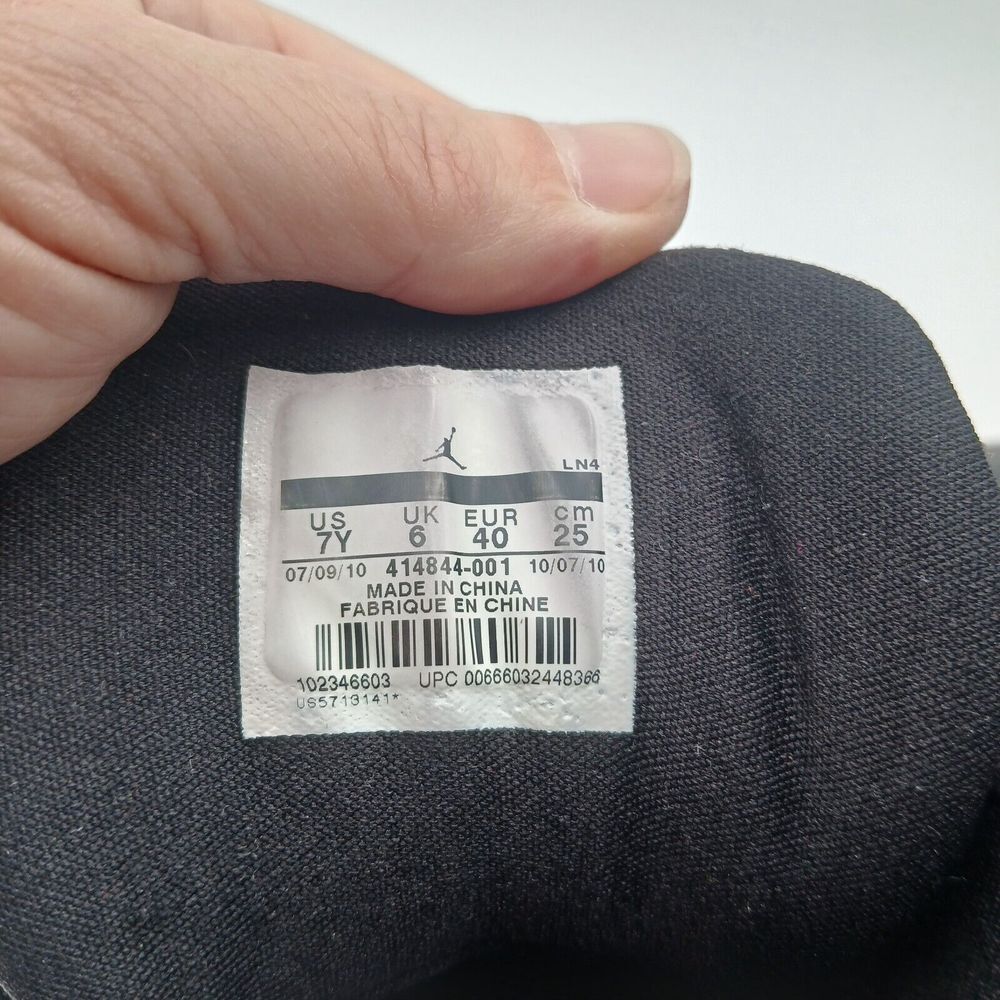 LN4
US UK EUR cm
7Y 6 40 25
07/09/10 414844-001 10/07/10
MADE IN CHINA
FABRIQUE EN CHINE
102346603 UPC 00666032448366
US5713141*